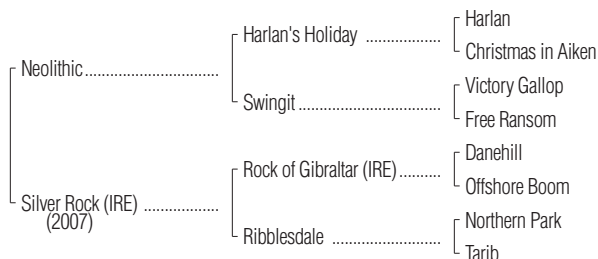 Harlan
Harlan's Holiday ..................
Christmas in Aiken
Neolithic................................
Victory Gallop
Swingit..................................
Free Ransom
Danehill
Rock of Gibraltar (IRE)..........
Offshore Boom
Silver Rock (IRE) ..................
(2007)
Northern Park
Ribblesdale ..........................
Tarib